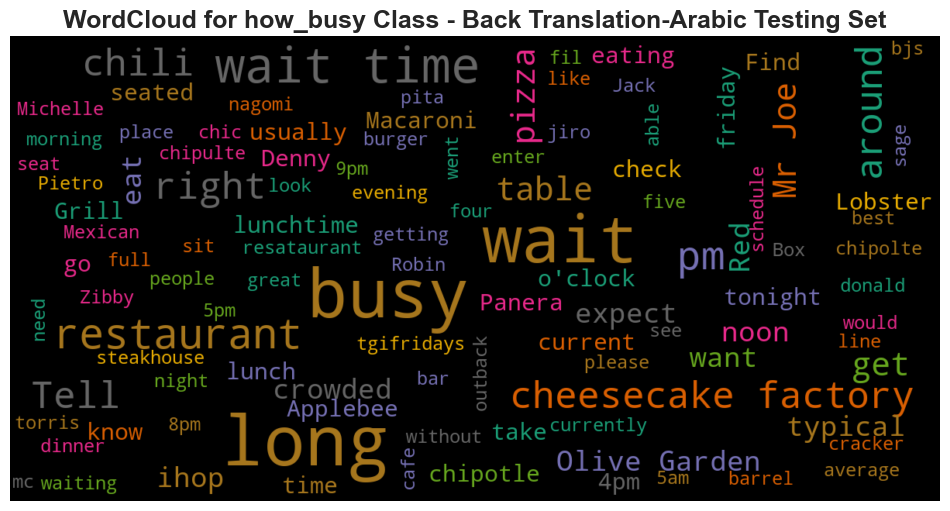 WordCloud for how_busy Class - Back Translation-Arabic Testing Set
chili
wait time
pizza
fil
eating
Find
around
bjs
seated
like
Jack
Michelle
nagomi
pita
Macaroni
able
friday
Mr Joe
morning
place
chic
usually
burger
jiro
sage
seat
chipulte
Denny
went
enter
check
Pietro
eat
right
look
9pm
evening
table
five
schedule
Lobster
Grill
four
best
Mexican
lunchtime
wait
Red
sit
resataurant
getting
pm
Box
chipolte
go
full
people
great
Robin
o'clock
donald
Zibby
busy
Panera
tonight
need
5pm
expect
see
noon
would
restaurant
tgifridays
current
line
steakhouse
outback
please
want
get
night
lunch
bar
Tell
crowded
cheesecake factory
Applebee
torris
know
8pm
long
without
take
currently
typical
dinner
cafe
cracker
mc
waiting
ihop
time
chipotle
Olive Garden
4pm
5am
barrel
average